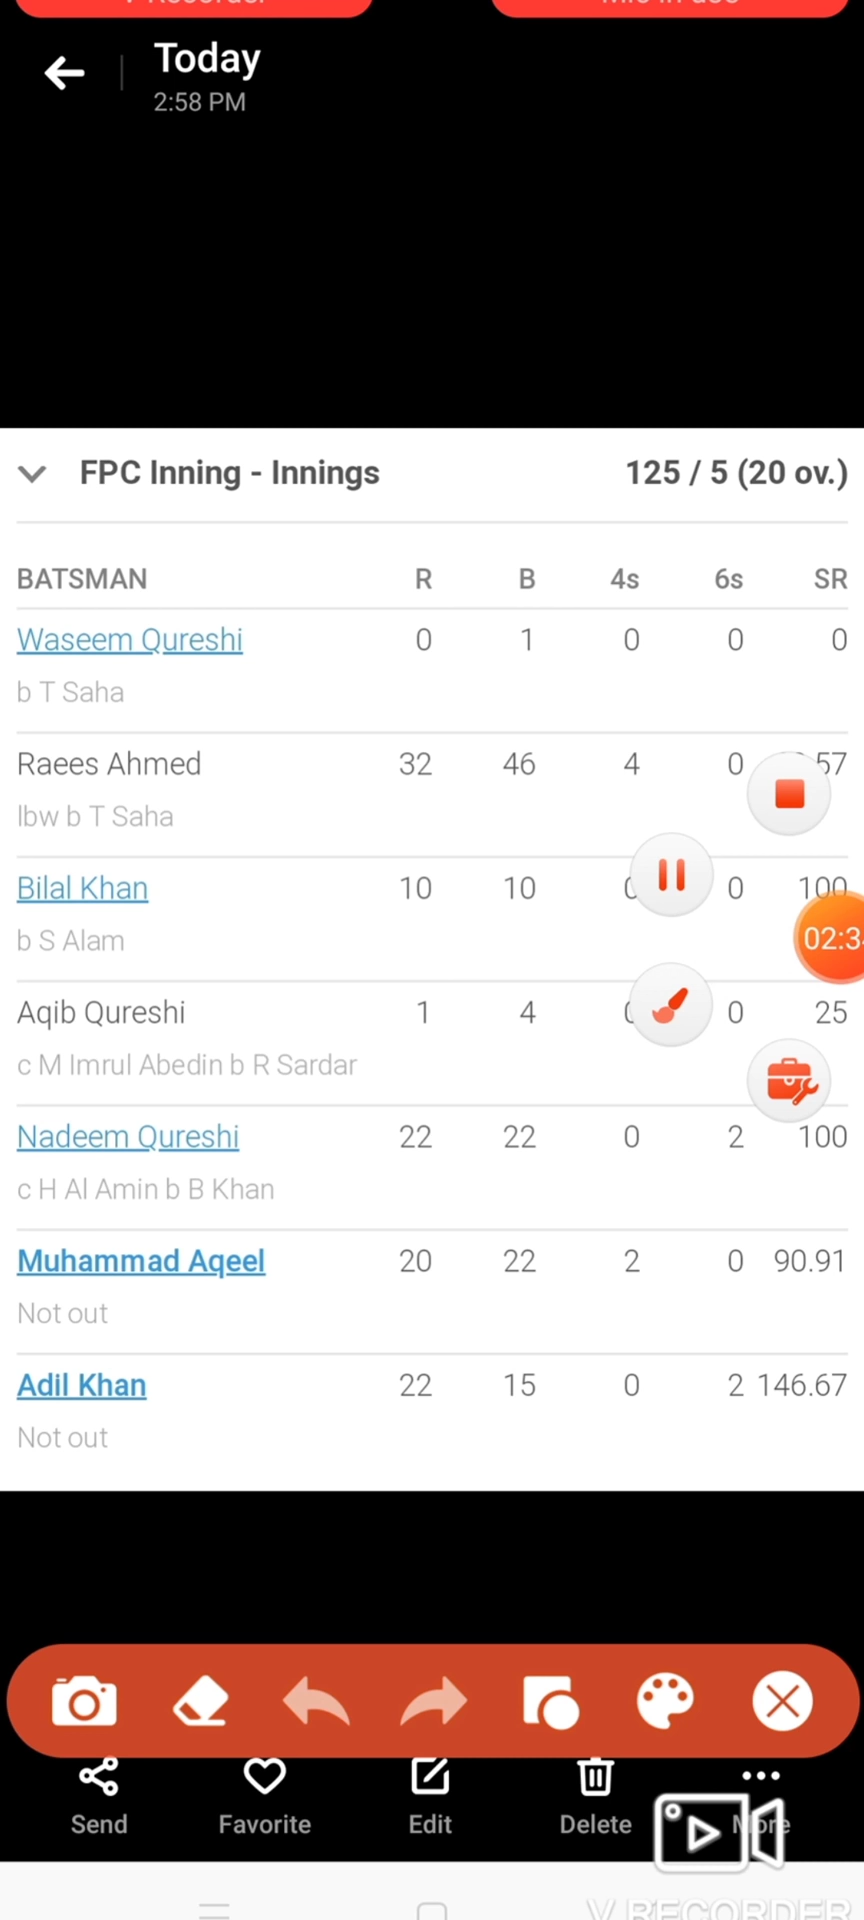 Today
2:58 PM
FPC Inning - Innings 125 / 5 (20 ov.)
BATSMAN R B 4s 6s SR
Waseem Qureshi 0 1 0 0 0
b T Saha
Raees Ahmed 32 46 4 0
lbw b T Saha
Bilal Khan 10 10 0 100
b S Alam
Aqib Qureshi 1 4 0 25
c M Imrul Abedin b R Sardar
Nadeem Qureshi 22 22 0 2 100
c H Al Amin b B Khan
Muhammad Aqeel 20 22 2 0 90.91
Not out
Adil Khan 22 15 0 2 146.67
Not out
Send Favorite Edit Delete More
V RECORDER